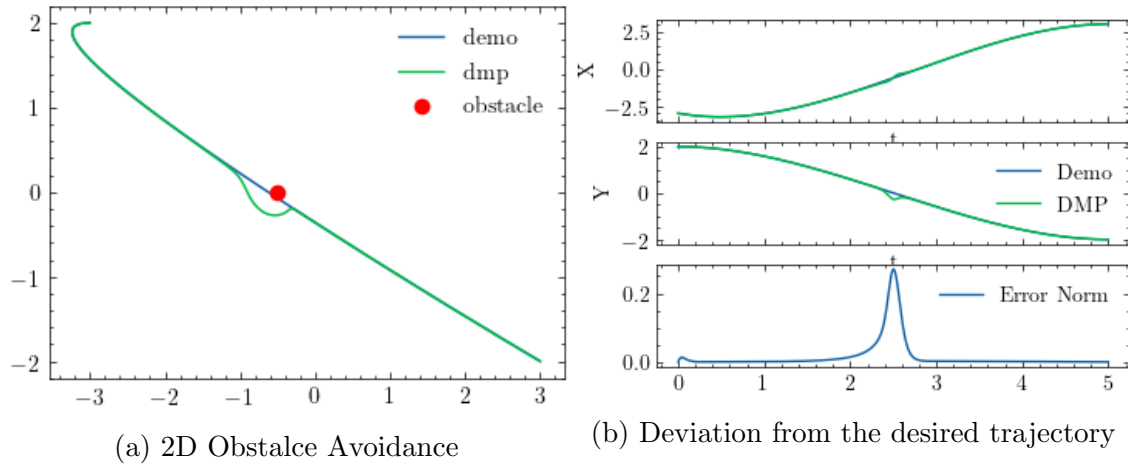 2
1
0
−1
−2
−3
−2
−1
0
1
2
3
demo
dmp
obstacle
(a) 2D Obstalce Avoidance
X
2.5
0.0
−2.5
t
Y
2
0
−2
Demo
DMP
t
0.2
0.0
Error Norm
0
1
2
3
4
5
(b) Deviation from the desired trajectory